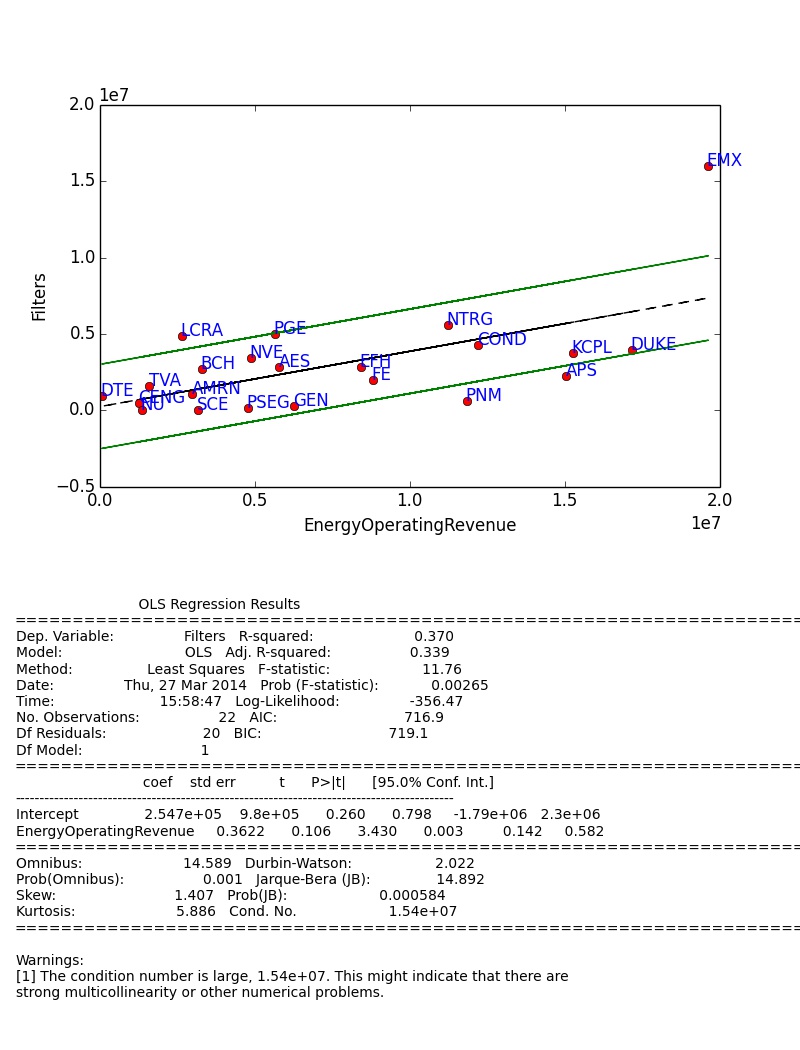 1e7
2.0
EMX
1.5
1.0
NTRG
LCRA PGE
COND
0.5
NVE KCPL DUKE
BCH AES EFH
APS
TVA FE
DTE AMRN
CENG PNM
NU SCE PSEG GEN
0.0
−0.5
0.0 0.5 1.0 1.5 2.0
1e7
Filters
EnergyOperatingRevenue
OLS Regression Results
==============================================================================
Dep. Variable: Filters R-squared: 0.370
Model: OLS Adj. R-squared: 0.339
Method: Least Squares F-statistic: 11.76
Date: Thu, 27 Mar 2014 Prob (F-statistic): 0.00265
Time: 15:58:47 Log-Likelihood: -356.47
No. Observations: 22 AIC: 716.9
Df Residuals: 20 BIC: 719.1
Df Model: 1
==============================================================================
coef std err t P>|t| [95.0% Conf. Int.]
------------------------------------------------------------------------------------------
Intercept 2.547e+05 9.8e+05 0.260 0.798 -1.79e+06 2.3e+06
EnergyOperatingRevenue 0.3622 0.106 3.430 0.003 0.142 0.582
==============================================================================
Omnibus: 14.589 Durbin-Watson: 2.022
Prob(Omnibus): 0.001 Jarque-Bera (JB): 14.892
Skew: 1.407 Prob(JB): 0.000584
Kurtosis: 5.886 Cond. No. 1.54e+07
==============================================================================
Warnings:
[1] The condition number is large, 1.54e+07. This might indicate that there are
strong multicollinearity or other numerical problems.